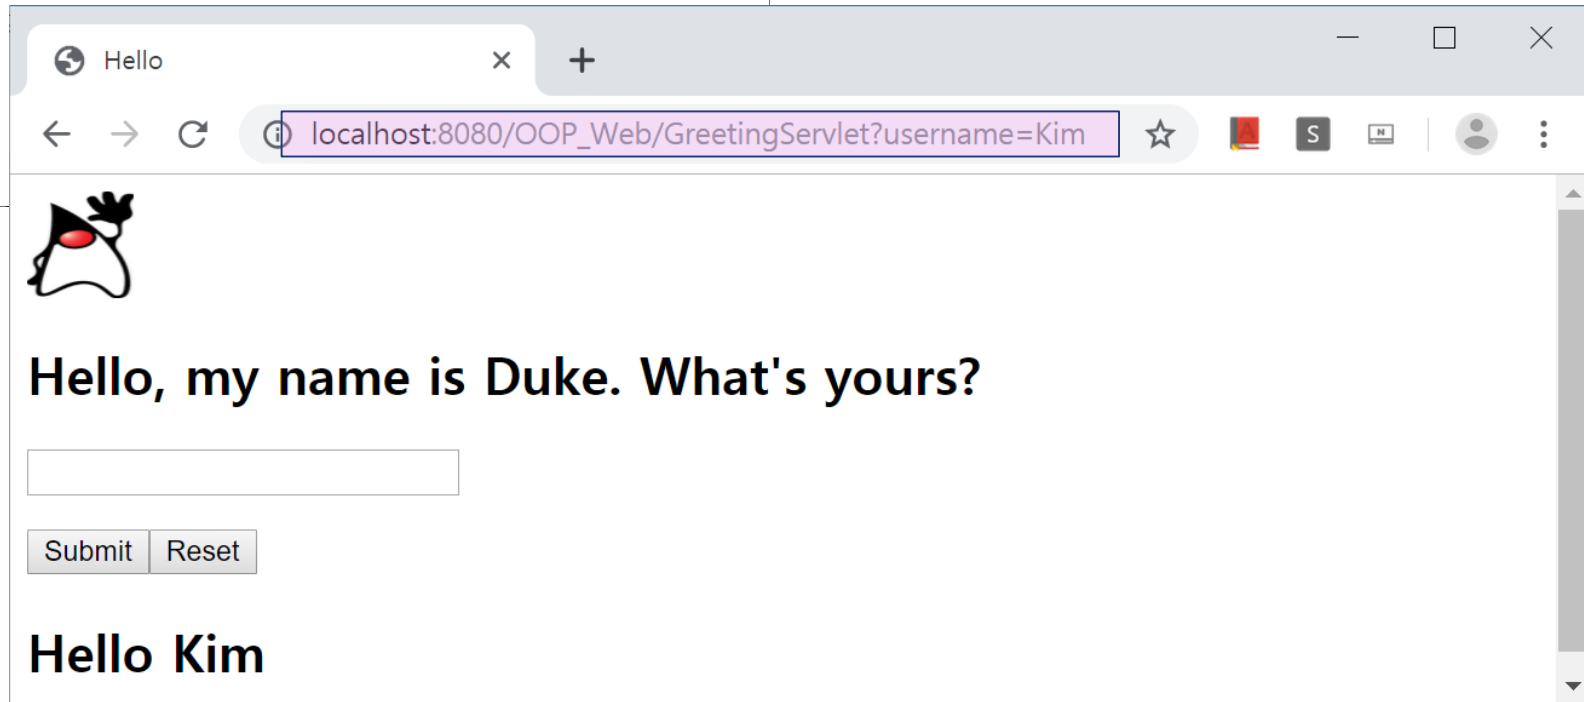 Hello
localhost:8080/OOP_Web/GreetingServlet?username=Kim
A
S
N
Hello, my name is Duke. What's yours?
Submit Reset
Hello Kim